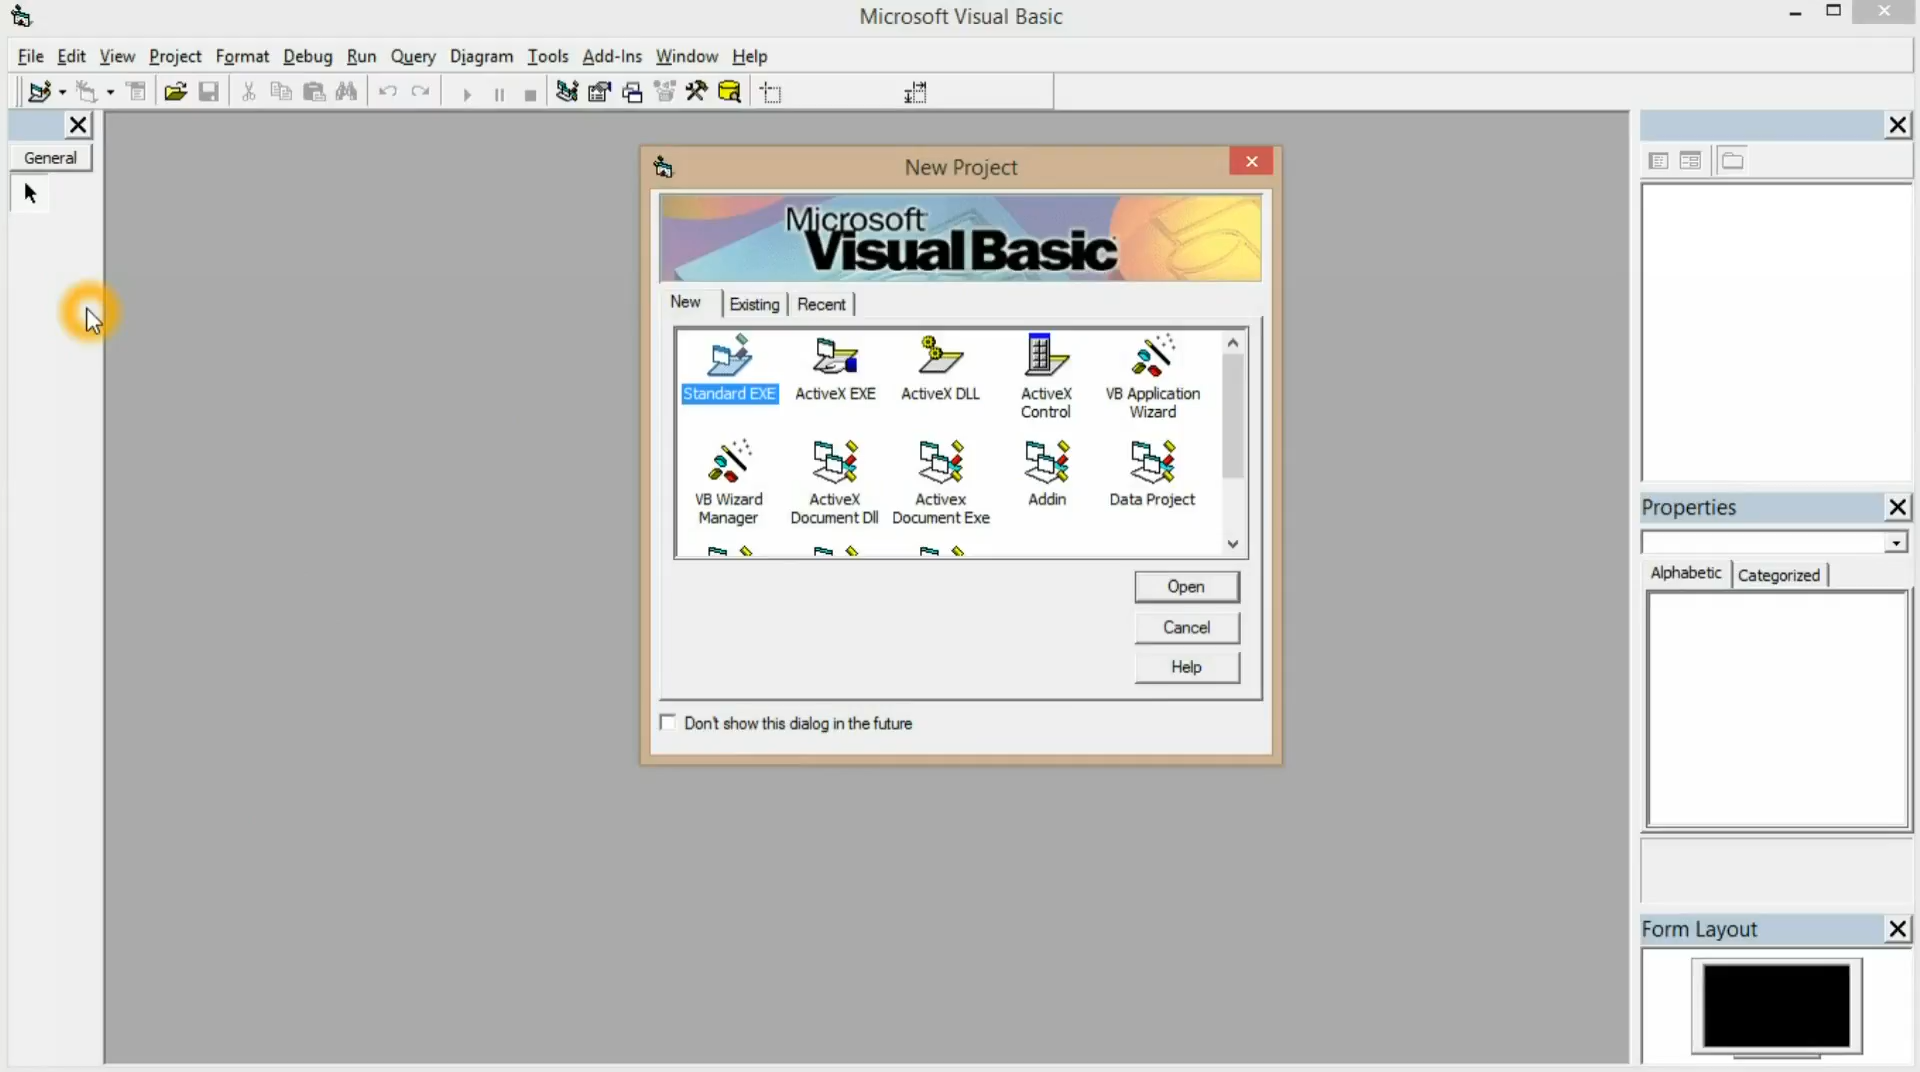 Microsoft Visual Basic
File Edit View Project Format Debug Run Query Diagram Tools Add-Ins Window Help
General
New Project
Microsoft
Visual Basic
New Existing Recent
Standard EXE ActiveX EXE ActiveX DLL ActiveX Control VB Application Wizard
VB Wizard Manager ActiveX Document Dll Activex Document Exe Addin Data Project
Open
Cancel
Help
Don't show this dialog in the future
Properties
Alphabetic Categorized
Form Layout